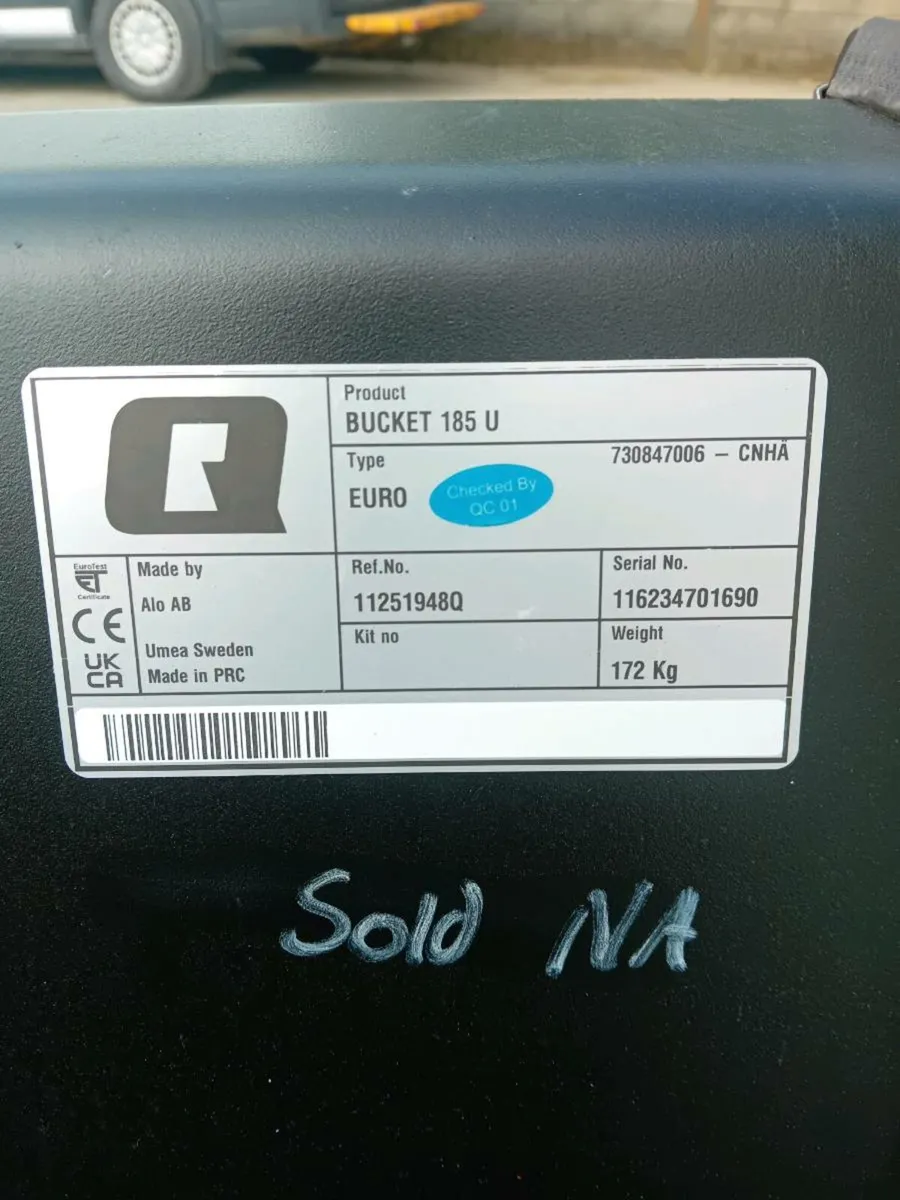 Product
BUCKET 185 U
Type
730847006 – CNHÄ
EURO
Checked By
QC 01
EuroTest
ET
Certificate
CE
UK
CA
Made by
Alo AB
Umea Sweden
Made in PRC
Ref.No.
11251948Q
Serial No.
116234701690
Kit no
Weight
172 Kg
Sold NA